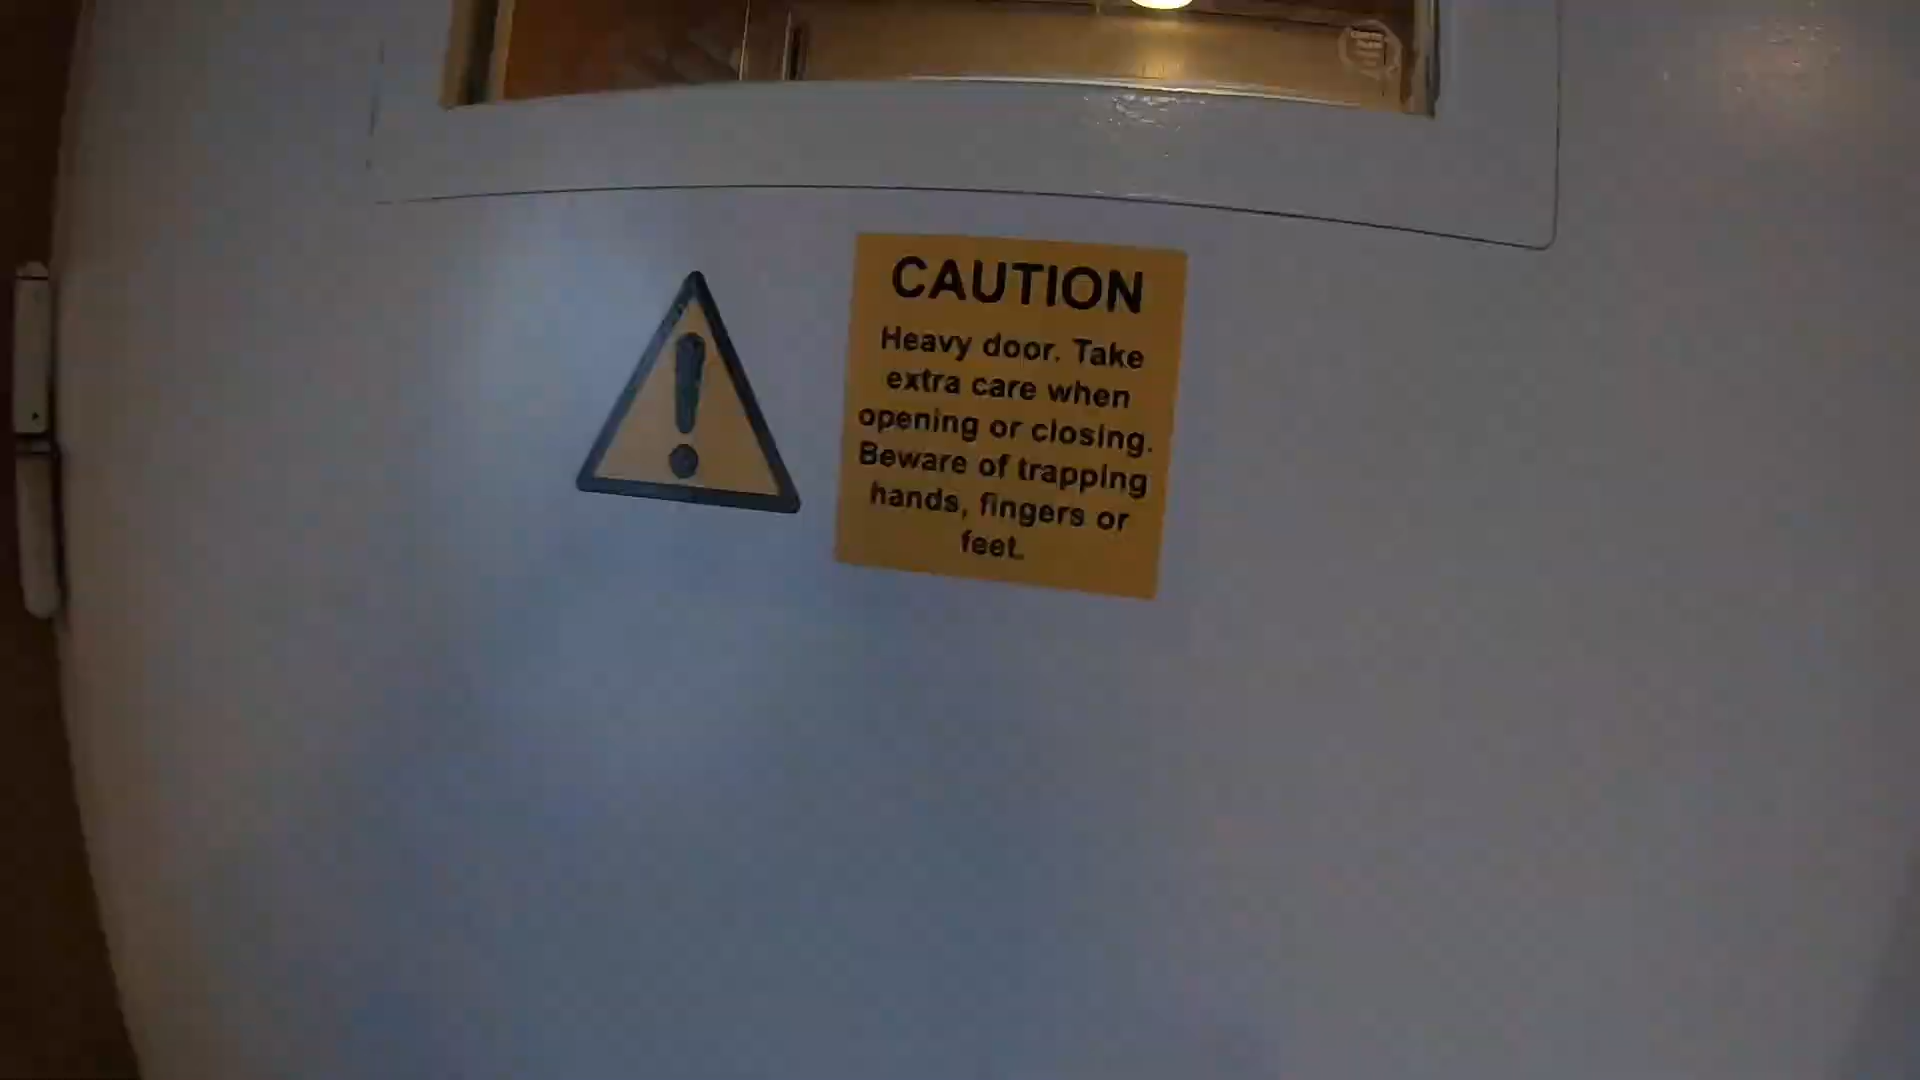 CAUTION
Heavy door. Take
extra care when
opening or closing.
Beware of trapping
hands, fingers or
feet.